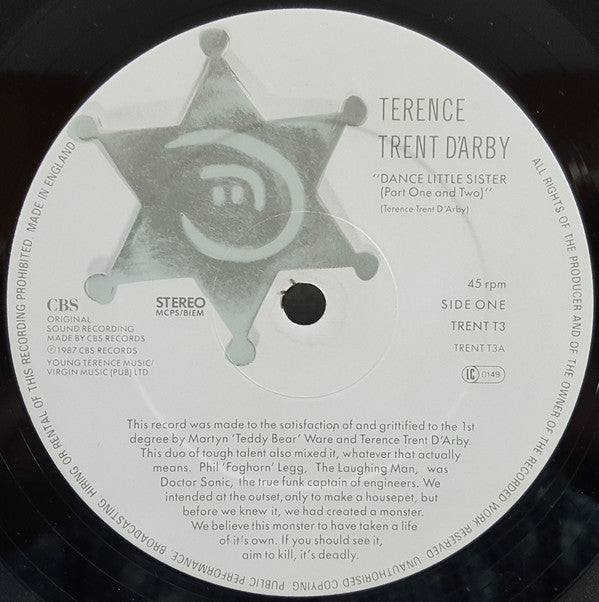 TERENCE
TRENT D'ARBY
"DANCE LITTLE SISTER
(Part One and Two)"
(Terence Trent D'Arby)
45 rpm
SIDE ONE
TRENT T3
TRENT T3A
LC 0149
CBS
ORIGINAL
SOUND RECORDING
MADE BY CBS RECORDS
℗1987 CBS RECORDS
YOUNG TERENCE MUSIC/
VIRGIN MUSIC (PUB) LTD
STEREO
MCPS/BIEM
This record was made to the satisfaction of and grittified to the 1st
degree by Martyn 'Teddy Bear' Ware and Terence Trent D'Arby.
This duo of tough talent also mixed it, whatever that actually
means. Phil 'Foghorn' Legg, The Laughing Man, was
Doctor Sonic, the true funk captain of engineers. We
intended at the outset, only to make a housepet, but
before we knew it, we had created a monster.
We believe this monster to have taken a life
of it's own. If you should see it,
aim to kill, it's deadly.
ALL RIGHTS OF THE PRODUCER AND OF THE OWNER OF THE RECORDED WORK RESERVED. UNAUTHORISED COPYING. PUBLIC PERFORMANCE. BROADCASTING. HIRING OR RENTAL OF THIS RECORDING PROHIBITED. MADE IN ENGLAND